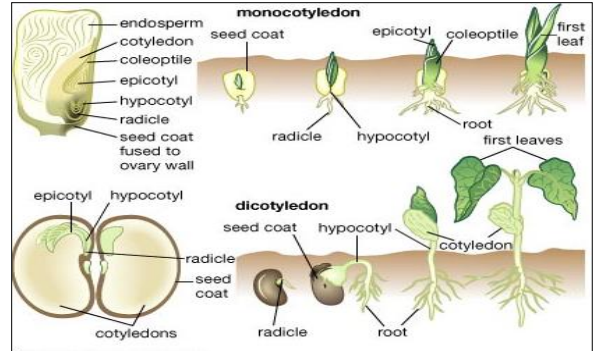 endosperm
cotyledon
coleoptile
epicotyl
hypocotyl
radicle
seed coat
fused to
ovary wall
monocotyledon
seed coat
epicotyl
coleoptile
first
leaf
radicle
hypocotyl
root
first leaves
epicotyl
hypocotyl
radicle
seed
coat
cotyledons
dicotyledon
seed coat
hypocotyl
cotyledon
radicle
root